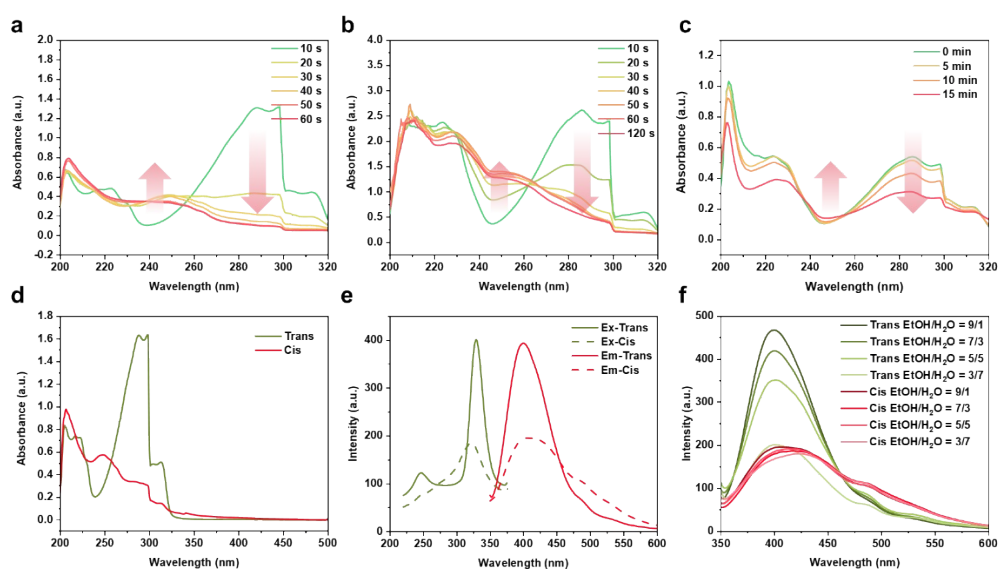 a
2.0
1.8
1.6
1.4
1.2
1.0
0.8
0.6
0.4
0.2
0.0
-0.2
200 220 240 260 280 300 320
Absorbance (a.u.)
Wavelength (nm)
10 s
20 s
30 s
40 s
50 s
60 s
b
4.0
3.5
3.0
2.5
2.0
1.5
1.0
0.5
0.0
200 220 240 260 280 300 320
Absorbance (a.u.)
Wavelength (nm)
10 s
20 s
30 s
40 s
50 s
60 s
120 s
c
1.2
1.0
0.8
0.6
0.4
0.2
0.0
200 220 240 260 280 300 320
Absorbance (a.u.)
Wavelength (nm)
0 min
5 min
10 min
15 min
d
1.8
1.6
1.4
1.2
1.0
0.8
0.6
0.4
0.2
0.0
200 250 300 350 400 450 500
Absorbance (a.u.)
Wavelength (nm)
Trans
Cis
e
400
300
200
100
0
200 250 300 350 400 450 500 550 600
Intensity (a.u.)
Wavelength (nm)
Ex-Trans
Ex-Cis
Em-Trans
Em-Cis
f
500
400
300
200
100
0
350 400 450 500 550 600
Intensity (a.u.)
Wavelength (nm)
Trans EtOH/H₂O = 9/1
Trans EtOH/H₂O = 7/3
Trans EtOH/H₂O = 5/5
Trans EtOH/H₂O = 3/7
Cis EtOH/H₂O = 9/1
Cis EtOH/H₂O = 7/3
Cis EtOH/H₂O = 5/5
Cis EtOH/H₂O = 3/7